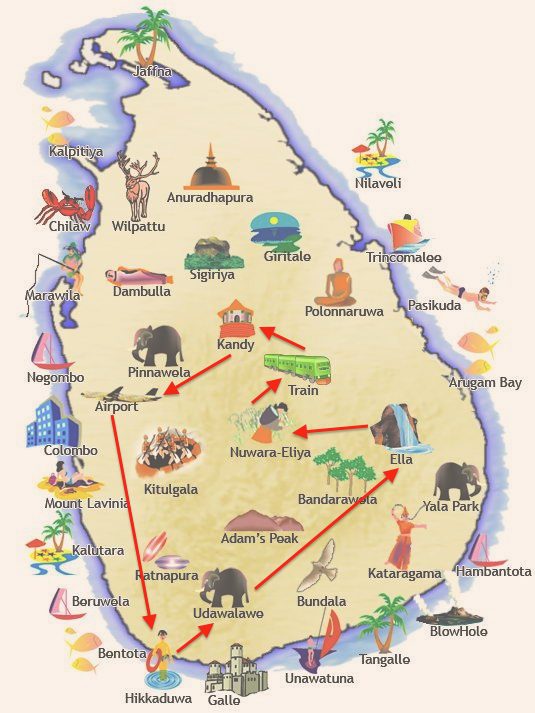 Jaffna
Kalpitiya
Nilaveli
Anuradhapura
Chilaw
Wilpattu
Giritale
Trincomalee
Sigiriya
Dambulla
Marawila
Polonnaruwa
Pasikuda
Kandy
Pinnawela
Negombo
Train
Arugam Bay
Airport
Colombo
Nuwara-Eliya
Ella
Kitulgala
Bandarawela
Mount Lavinia
Yala Park
Adam's Peak
Kalutara
Ratnapura
Kataragama
Hambantota
Beruwela
Udawalawe
Bundala
BlowHole
Bentota
Tangalle
Unawatuna
Hikkaduwa
Galle